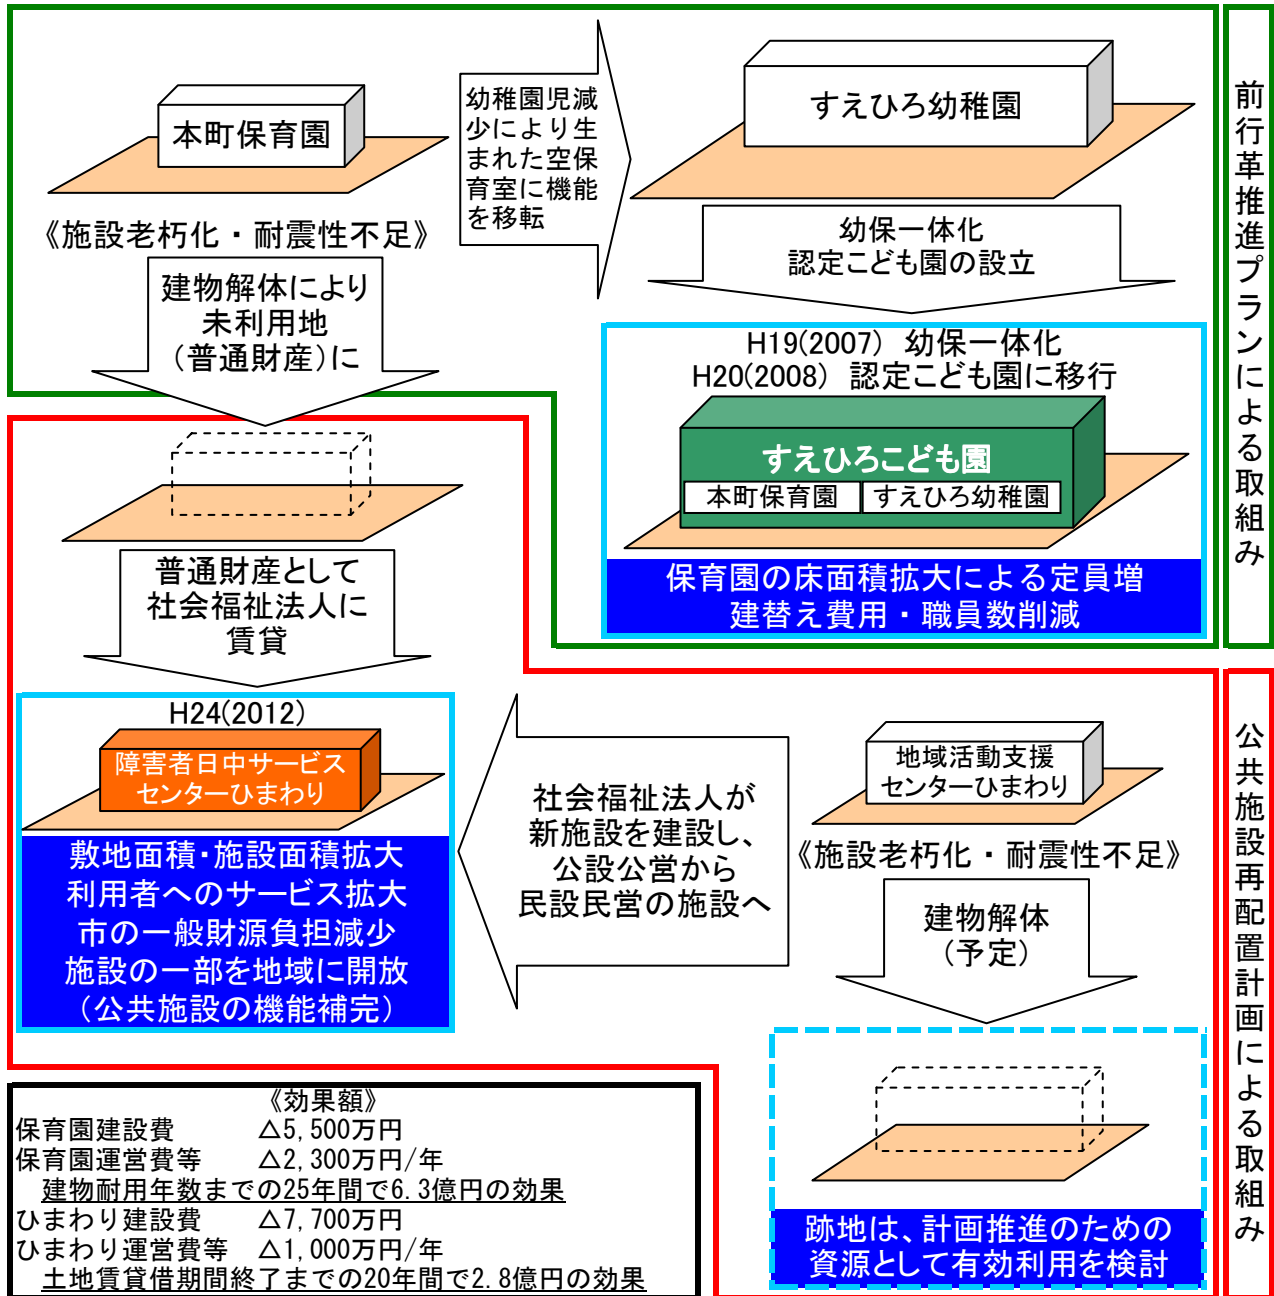 本町保育園
《施設老朽化・耐震性不足》
幼稚園児減
少により生
まれた空保
育室に機能
を移転
すえひろ幼稚園
幼保一体化
認定こども園の設立
建物解体により
未利用地
(普通財産)に
H19(2007) 幼保一体化
H20(2008) 認定こども園に移行
すえひろこども園
本町保育園
すえひろ幼稚園
保育園の床面積拡大による定員増
建替え費用・職員数削減
前行革推進プランによる取組み
普通財産として
社会福祉法人に
賃貸
H24(2012)
障害者日中サービス
センターひまわり
敷地面積・施設面積拡大
利用者へのサービス拡大
市の一般財源負担減少
施設の一部を地域に開放
(公共施設の機能補完)
社会福祉法人が
新施設を建設し、
公設公営から
民設民営の施設へ
地域活動支援
センターひまわり
《施設老朽化・耐震性不足》
建物解体
(予定)
跡地は、計画推進のための
資源として有効利用を検討
公共施設再配置計画による取組み
《効果額》
保育園建設費 △5,500万円
保育園運営費等 △2,300万円/年
建物耐用年数までの25年間で6.3億円の効果
ひまわり建設費 △7,700万円
ひまわり運営費等 △1,000万円/年
土地賃貸借期間終了までの20年間で2.8億円の効果